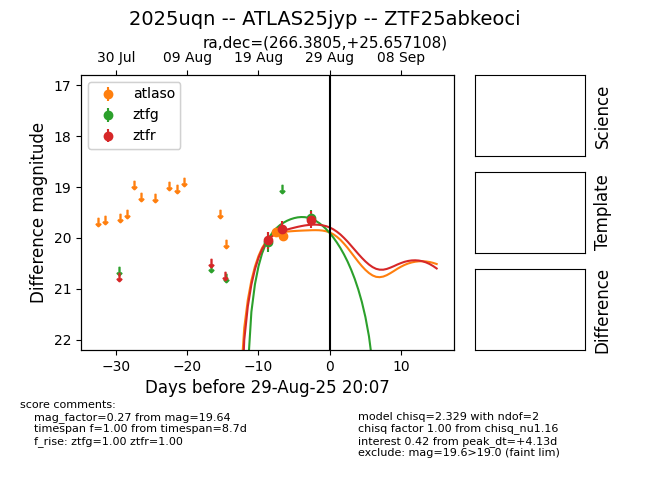 2025uqn -- ATLAS25jyp -- ZTF25abkeoci
ra,dec=(266.3805,+25.657108)
30 Jul 09 Aug 19 Aug 29 Aug 08 Sep
atlaso
ztfg
ztfr
17
18
19
20
21
22
Difference magnitude
−30 −20 −10 0 10
Days before 29-Aug-25 20:07
Science
Template
Difference
score comments:
mag_factor=0.27 from mag=19.64
timespan f=1.00 from timespan=8.7d
f_rise: ztfg=1.00 ztfr=1.00
model chisq=2.329 with ndof=2
chisq factor 1.00 from chisq_nu1.16
interest 0.42 from peak_dt=+4.13d
exclude: mag=19.6>19.0 (faint lim)